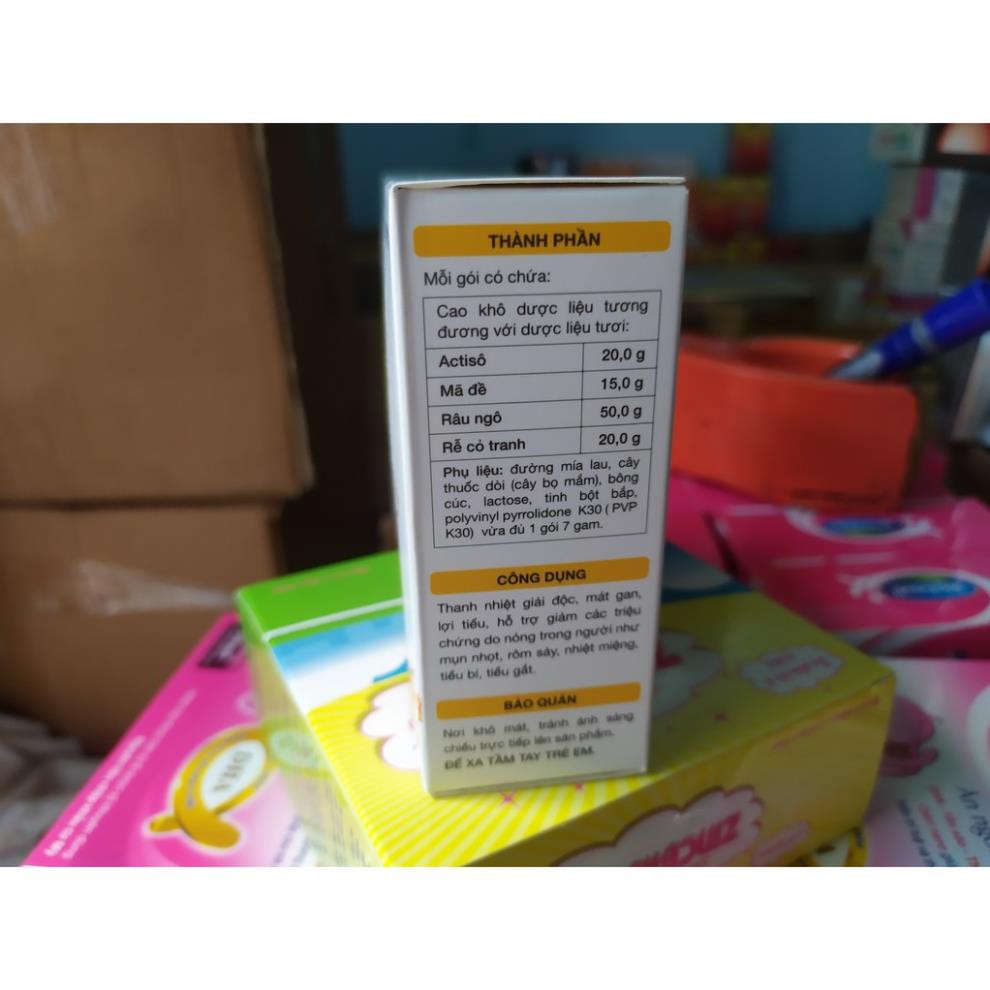 THÀNH PHẦN
Mỗi gói có chứa:
Cao khô dược liệu tương
đương với dược liệu tươi:
Actisô 20,0 g
Mã đề 15,0 g
Râu ngô 50,0 g
Rễ cỏ tranh 20,0 g
Phụ liệu: đường mía lau, cây
thuốc dòi (cây bọ mắm), bông
cúc, lactose, tinh bột bắp,
polyvinyl pyrrolidone K30 ( PVP
K30) vừa đủ 1 gói 7 gam.
CÔNG DỤNG
Thanh nhiệt giải độc, mát gan,
lợi tiểu, hỗ trợ giảm các triệu
chứng do nóng trong người như
mụn nhọt, rôm sảy, nhiệt miệng,
tiểu bí, tiểu gắt.
BẢO QUẢN
Nơi khô mát, tránh ánh sáng
chiếu trực tiếp lên sản phẩm.
ĐỂ XA TẦM TAY TRẺ EM.